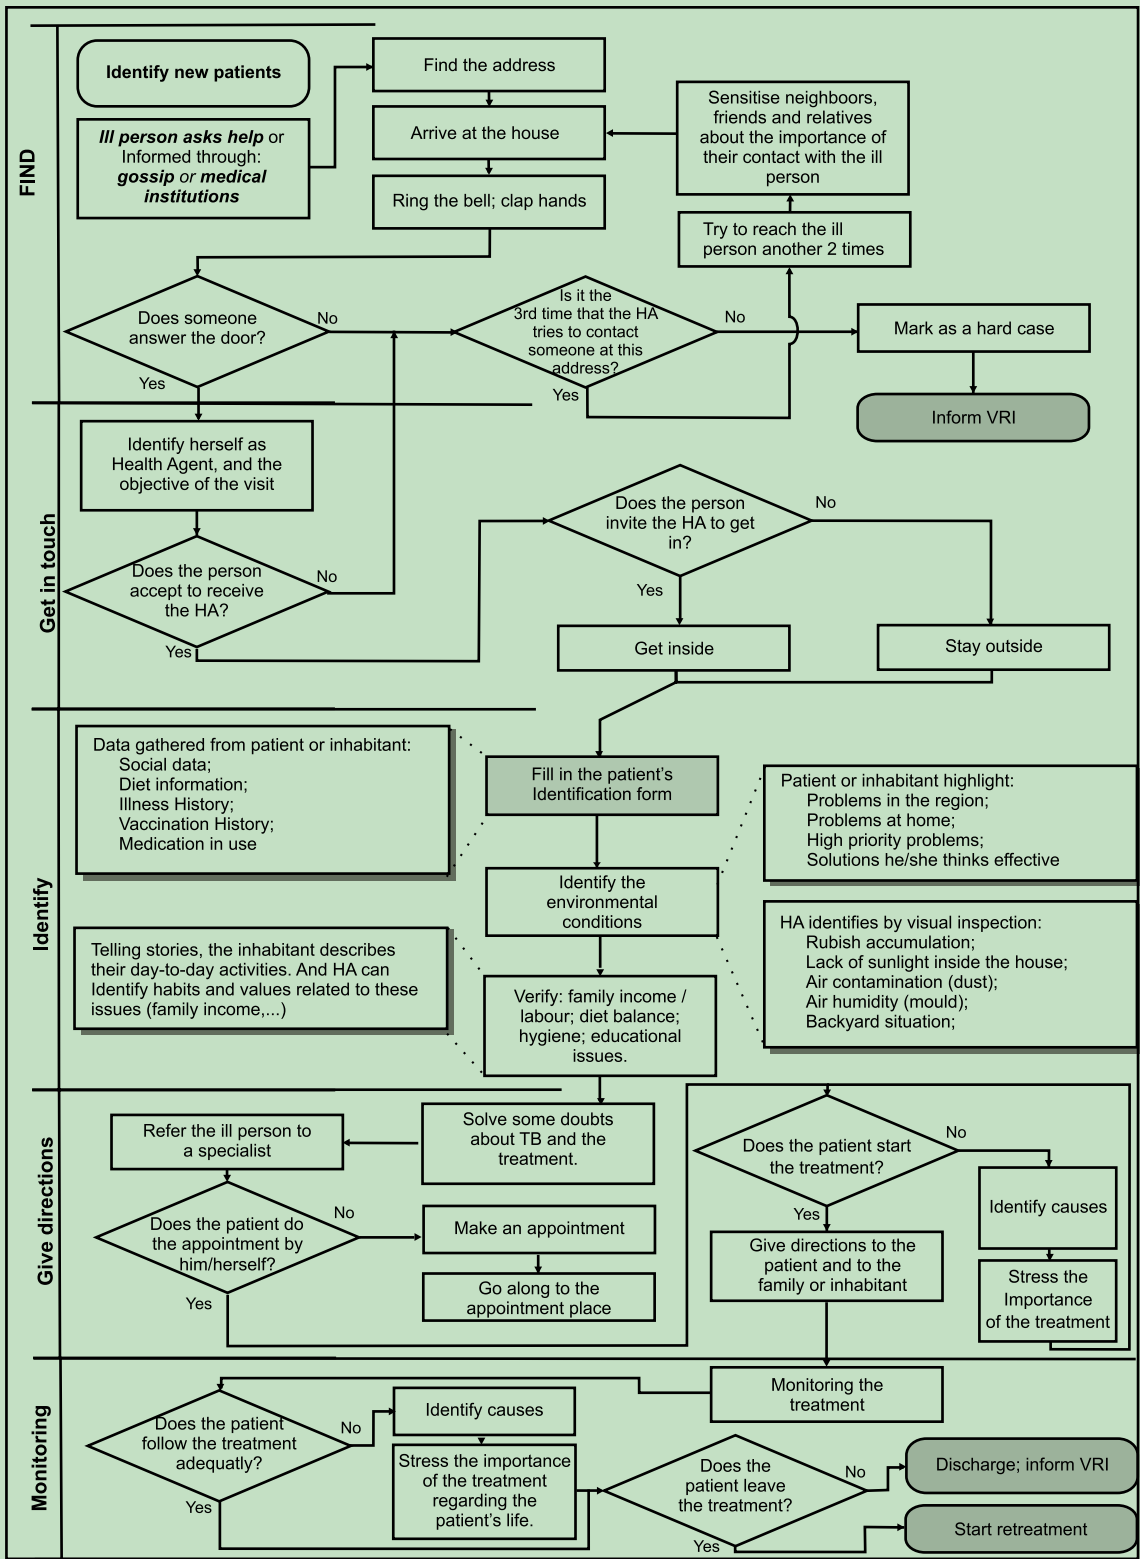 FIND
Identify new patients
Ill person asks help or
Informed through:
gossip or medical
institutions
Find the address
Arrive at the house
Ring the bell; clap hands
Sensitise neighboors,
friends and relatives
about the importance of
their contact with the ill
person
Try to reach the ill
person another 2 times
Does someone
answer the door?
No
Yes
Is it the
3rd time that the HA
tries to contact
someone at this
address?
No
Yes
Mark as a hard case
Inform VRI
Get in touch
Identify herself as
Health Agent, and the
objective of the visit
Does the person
accept to receive
the HA?
No
Yes
Does the person
invite the HA to get
in?
No
Yes
Get inside
Stay outside
Identify
Data gathered from patient or inhabitant:
Social data;
Diet information;
Illness History;
Vaccination History;
Medication in use
Fill in the patient's
Identification form
Patient or inhabitant highlight:
Problems in the region;
Problems at home;
High priority problems;
Solutions he/she thinks effective
Identify the
environmental
conditions
HA identifies by visual inspection:
Rubish accumulation;
Lack of sunlight inside the house;
Air contamination (dust);
Air humidity (mould);
Backyard situation;
Telling stories, the inhabitant describes
their day-to-day activities. And HA can
Identify habits and values related to these
issues (family income,...)
Verify: family income /
labour; diet balance;
hygiene; educational
issues.
Give directions
Solve some doubts
about TB and the
treatment.
Refer the ill person to
a specialist
Does the patient do
the appointment by
him/herself?
No
Yes
Make an appointment
Go along to the
appointment place
Does the patient start
the treatment?
No
Yes
Identify causes
Stress the
Importance
of the treatment
Give directions to the
patient and to the
family or inhabitant
Monitoring
Monitoring the
treatment
Does the patient
follow the treatment
adequatly?
No
Yes
Identify causes
Stress the importance
of the treatment
regarding the
patient's life.
Does the
patient leave
the treatment?
No
Yes
Discharge; inform VRI
Start retreatment